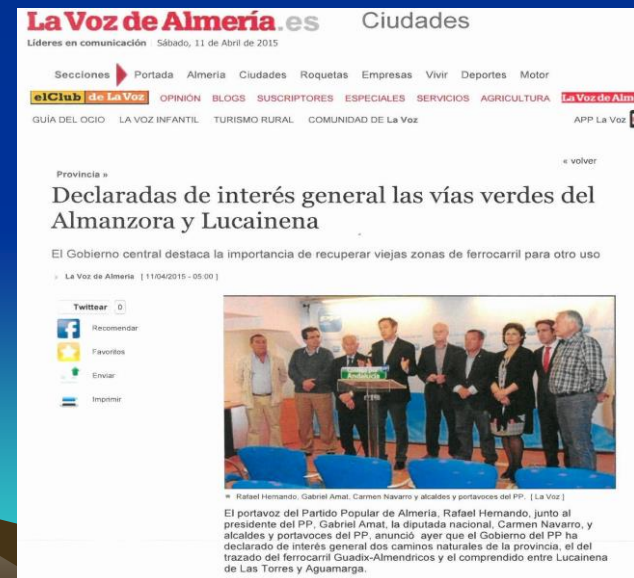 La Voz de Almería.es Ciudades
Líderes en comunicación Sábado, 11 de Abril de 2015
Secciones Portada Almería Ciudades Roquetas Empresas Vivir Deportes Motor
elClub de La Voz OPINIÓN BLOGS SUSCRIPTORES ESPECIALES SERVICIOS AGRICULTURA La Voz de Alm
GUÍA DEL OCIO LA VOZ INFANTIL TURISMO RURAL COMUNIDAD DE La Voz APP La Voz
« volver
Provincia »
Declaradas de interés general las vías verdes del
Almanzora y Lucainena
El Gobierno central destaca la importancia de recuperar viejas zonas de ferrocarril para otro uso
La Voz de Almería [ 11/04/2015 - 05:00 ]
Twittear 0
Recomendar
Favoritos
Enviar
Imprimir
Andalucía
Rafael Hernando, Gabriel Amat, Carmen Navarro y alcaldes y portavoces del PP. [ La Voz ]
El portavoz del Partido Popular de Almería, Rafael Hernando, junto al
presidente del PP, Gabriel Amat, la diputada nacional, Carmen Navarro, y
alcaldes y portavoces del PP, anunció ayer que el Gobierno del PP ha
declarado de interés general dos caminos naturales de la provincia, el del
trazado del ferrocarril Guadix-Almendricos y el comprendido entre Lucainena
de Las Torres y Aguamarga.